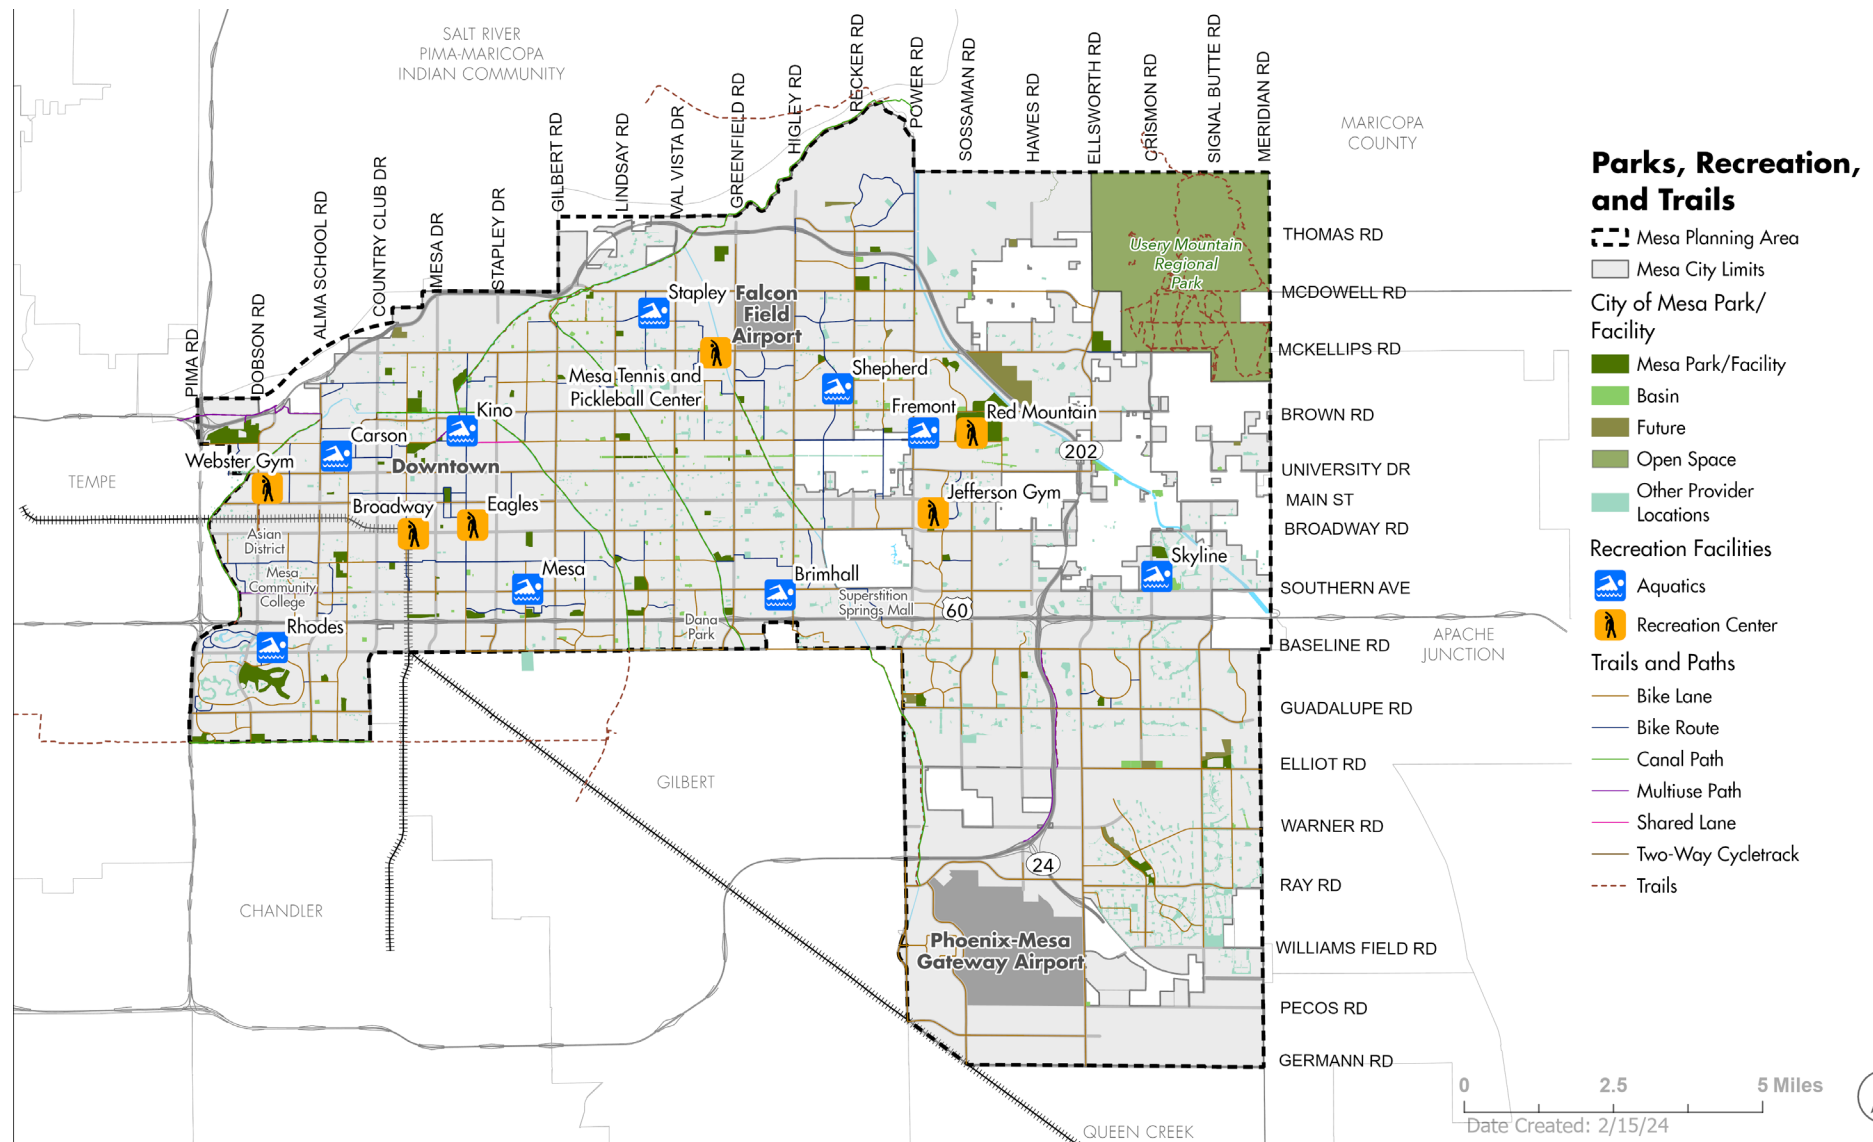 SALT RIVER
PIMA-MARICOPA
INDIAN COMMUNITY
PIMA RD
DOBSON RD
ALMA SCHOOL RD
COUNTRY CLUB DR
MESA DR
STAPLEY DR
GILBERT RD
LINDSAY RD
VAL VISTA DR
GREENFIELD RD
HIGLEY RD
RECKER RD
POWER RD
SOSSAMAN RD
HAWES RD
ELLSWORTH RD
CRISMON RD
SIGNAL BUTTE RD
MERIDIAN RD
MARICOPA
COUNTY
THOMAS RD
MCDOWELL RD
MCKELLIPS RD
BROWN RD
UNIVERSITY DR
MAIN ST
BROADWAY RD
SOUTHERN AVE
BASELINE RD
GUADALUPE RD
ELLIOT RD
WARNER RD
RAY RD
WILLIAMS FIELD RD
PECOS RD
GERMANN RD
Usery Mountain
Regional
Park
Stapley
Falcon
Field
Airport
Mesa Tennis and
Pickleball Center
Shepherd
Kino
Fremont
Red Mountain
Carson
Webster Gym
Downtown
202
TEMPE
Broadway
Eagles
Jefferson Gym
Asian
District
Mesa
Community
College
Mesa
Brimhall
Skyline
Superstition
Springs Mall
60
Rhodes
Dana
Park
APACHE
JUNCTION
GILBERT
24
CHANDLER
Phoenix-Mesa
Gateway Airport
QUEEN CREEK
Parks, Recreation,
and Trails
Mesa Planning Area
Mesa City Limits
City of Mesa Park/
Facility
Mesa Park/Facility
Basin
Future
Open Space
Other Provider
Locations
Recreation Facilities
Aquatics
Recreation Center
Trails and Paths
Bike Lane
Bike Route
Canal Path
Multiuse Path
Shared Lane
Two-Way Cycletrack
Trails
0 2.5 5 Miles
Date Created: 2/15/24